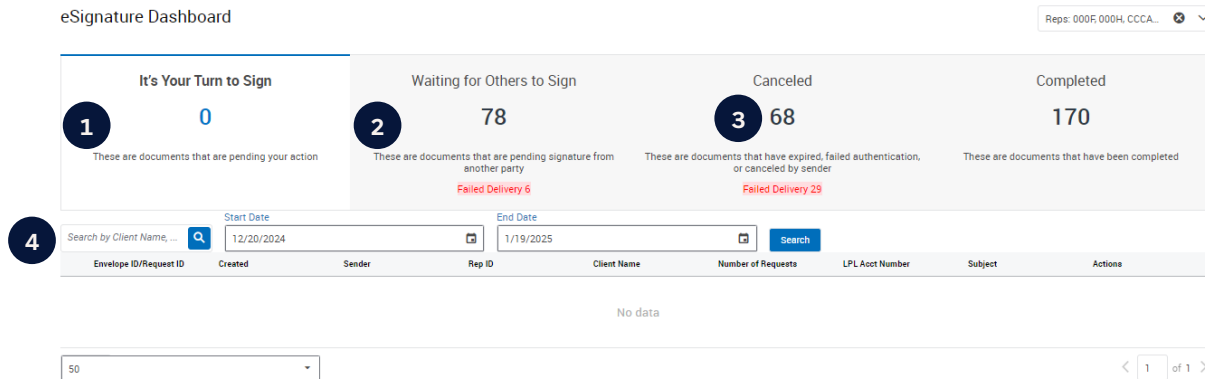 eSignature Dashboard
Reps: 000F, 000H, CCCA...
It's Your Turn to Sign
1
0
These are documents that are pending your action
Waiting for Others to Sign
2
78
These are documents that are pending signature from
another party
Failed Delivery 6
Canceled
3
68
These are documents that have expired, failed authentication,
or canceled by sender
Failed Delivery 29
Completed
170
These are documents that have been completed
4
Search by Client Name, ...
Start Date
12/20/2024
End Date
1/19/2025
Search
Envelope ID/Request ID Created Sender Rep ID Client Name Number of Requests LPL Acct Number Subject Actions
No data
50
1 of 1